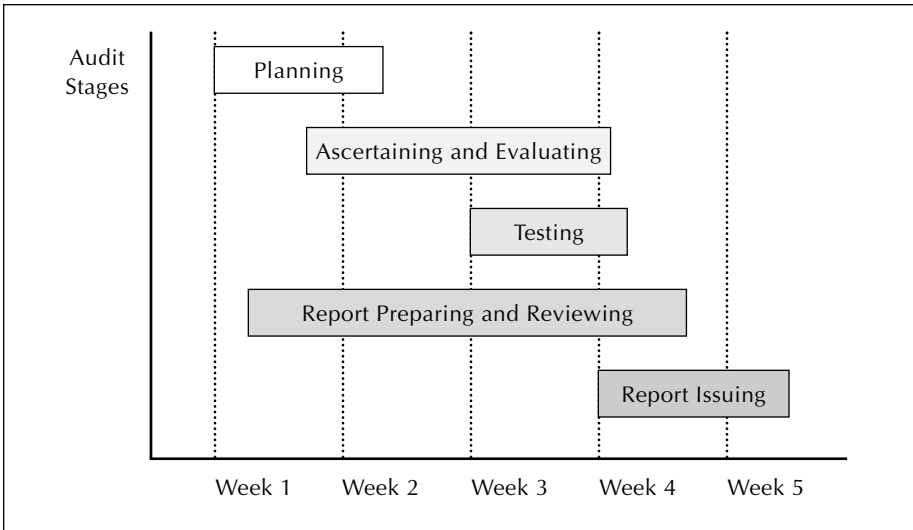 Audit
Stages
Planning
Ascertaining and Evaluating
Testing
Report Preparing and Reviewing
Report Issuing
Week 1 Week 2 Week 3 Week 4 Week 5